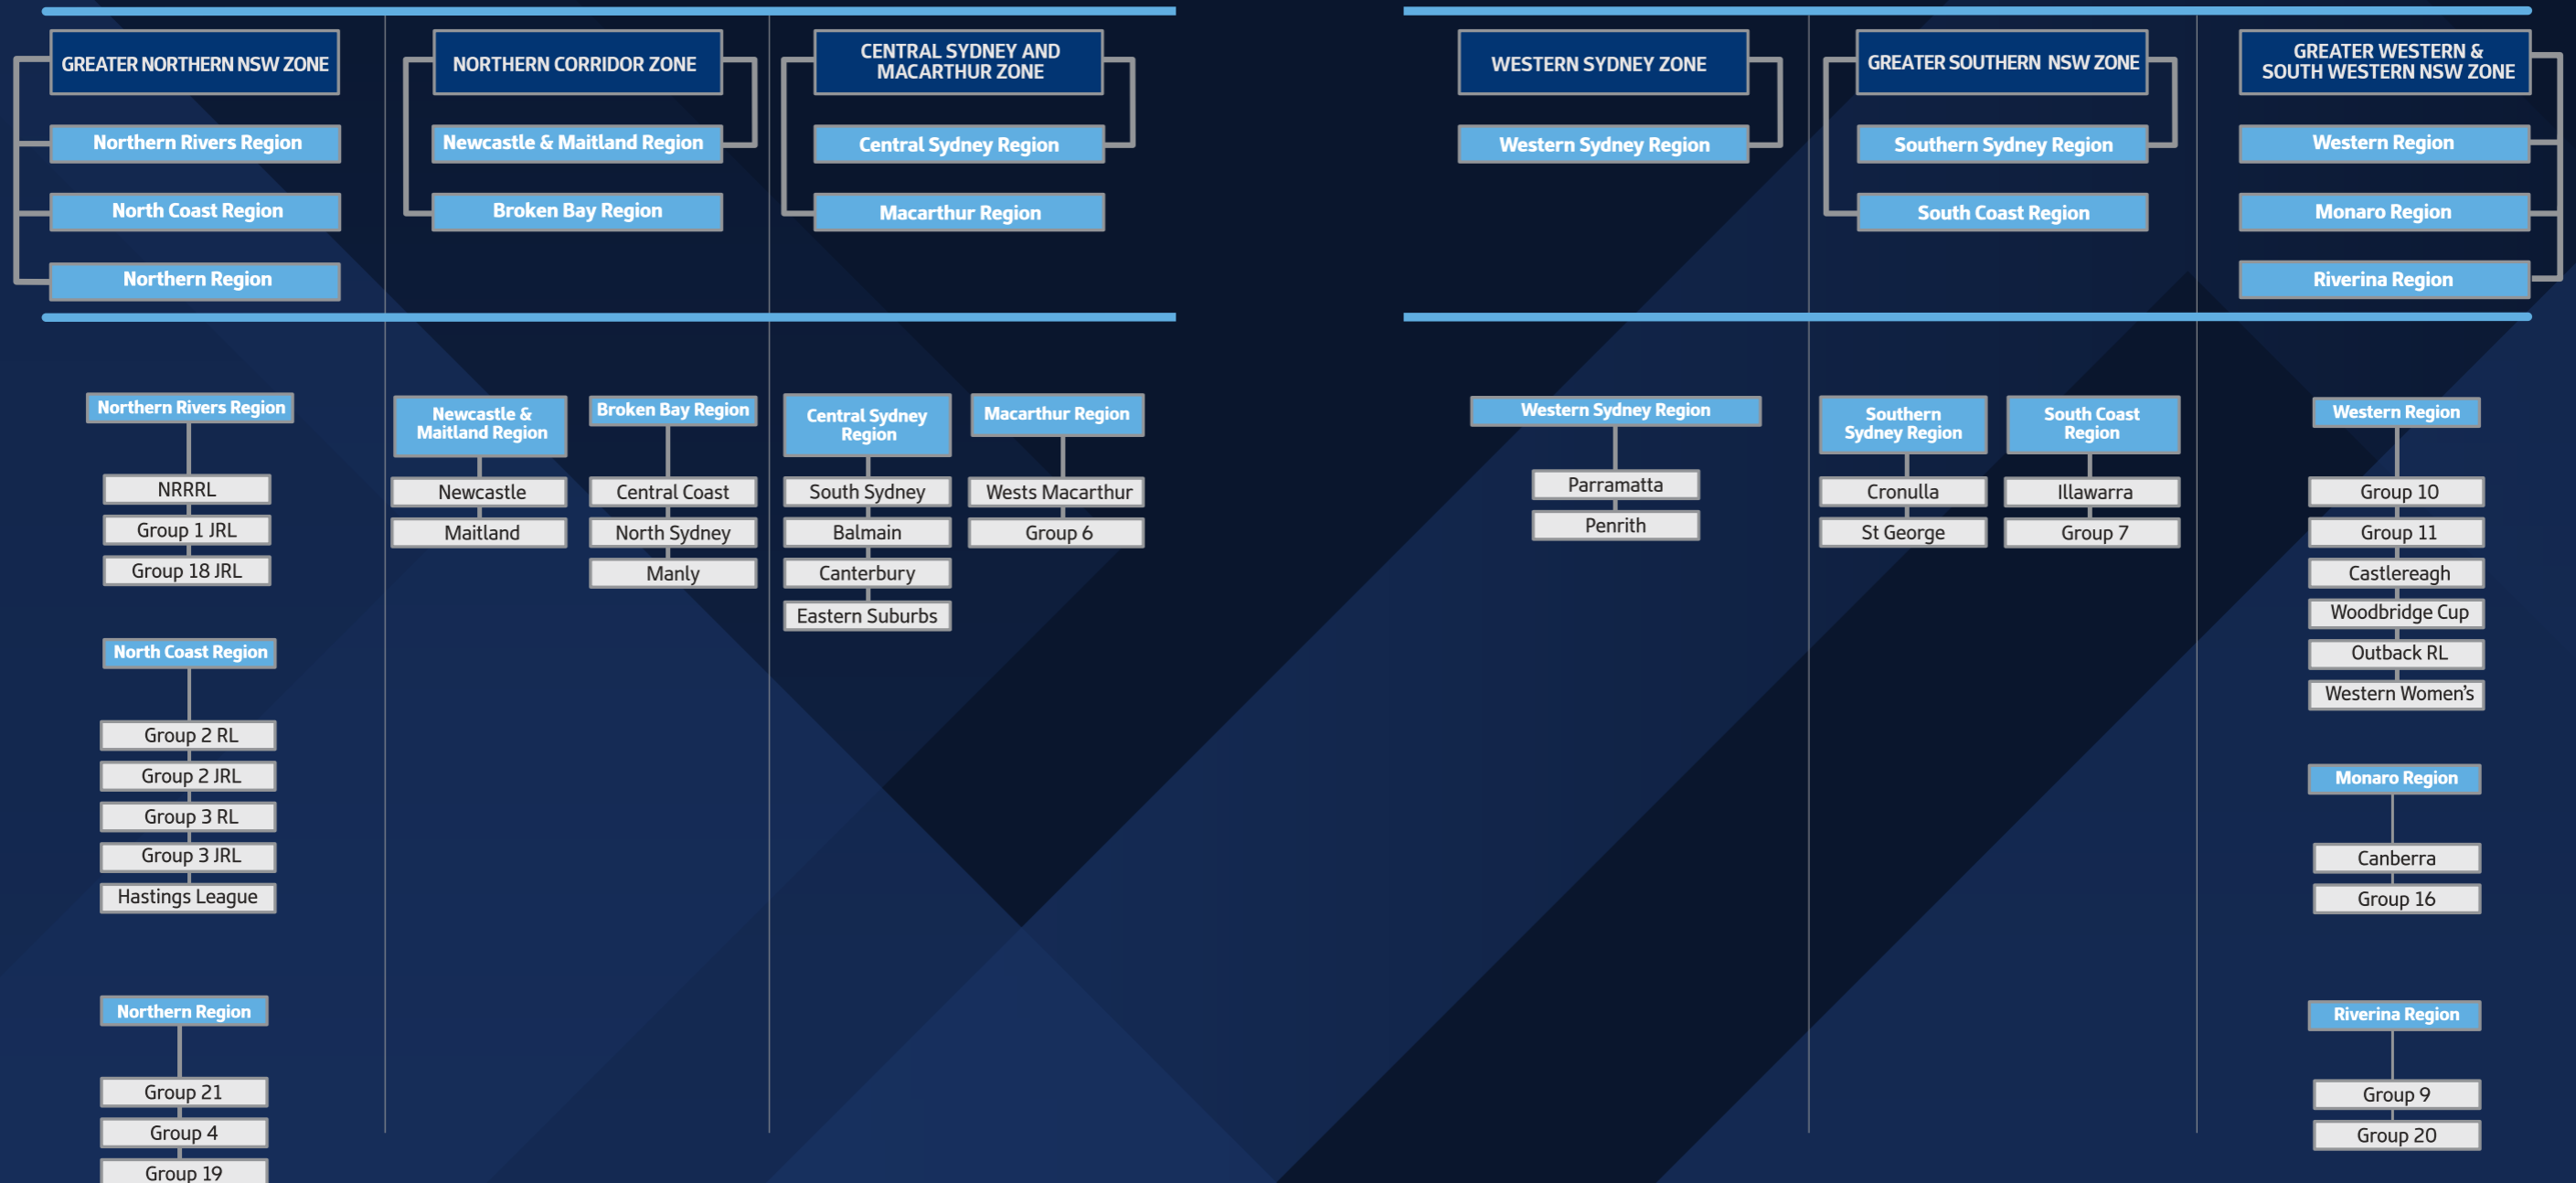 GREATER NORTHERN NSW ZONE
Northern Rivers Region
North Coast Region
Northern Region
NORTHERN CORRIDOR ZONE
Newcastle & Maitland Region
Broken Bay Region
CENTRAL SYDNEY AND
MACARTHUR ZONE
Central Sydney Region
Macarthur Region
WESTERN SYDNEY ZONE
Western Sydney Region
GREATER SOUTHERN NSW ZONE
Southern Sydney Region
South Coast Region
GREATER WESTERN &
SOUTH WESTERN NSW ZONE
Western Region
Monaro Region
Riverina Region
Northern Rivers Region
NRRRL
Group 1 JRL
Group 18 JRL
North Coast Region
Group 2 RL
Group 2 JRL
Group 3 RL
Group 3 JRL
Hastings League
Northern Region
Group 21
Group 4
Group 19
Newcastle &
Maitland Region
Newcastle
Maitland
Broken Bay Region
Central Coast
North Sydney
Manly
Central Sydney
Region
South Sydney
Balmain
Canterbury
Eastern Suburbs
Macarthur Region
Wests Macarthur
Group 6
Western Sydney Region
Parramatta
Penrith
Southern
Sydney Region
Cronulla
St George
South Coast
Region
Illawarra
Group 7
Western Region
Group 10
Group 11
Castlereagh
Woodbridge Cup
Outback RL
Western Women's
Monaro Region
Canberra
Group 16
Riverina Region
Group 9
Group 20